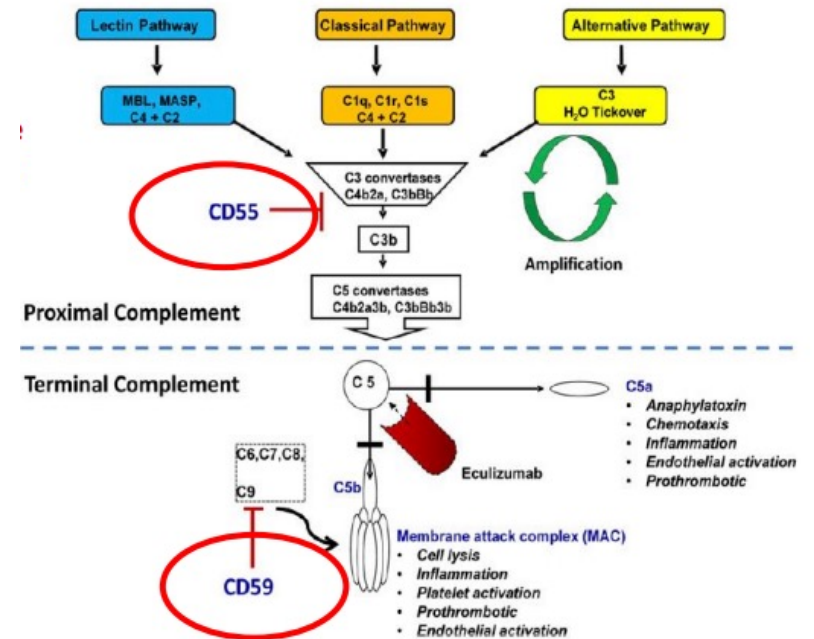 Lectin Pathway
Classical Pathway
Alternative Pathway
MBL, MASP,
C4 + C2
C1q, C1r, C1s
C4 + C2
C3
H₂O Tickover
C3 convertases
C4b2a, C3bBb
CD55
C3b
Amplification
C5 convertases
C4b2a3b, C3bBb3b
Proximal Complement
Terminal Complement
C 5
C5a
• Anaphylatoxin
• Chemotaxis
• Inflammation
• Endothelial activation
• Prothrombotic
C6,C7,C8,
C9
Eculizumab
C5b
Membrane attack complex (MAC)
• Cell lysis
• Inflammation
• Platelet activation
• Prothrombotic
• Endothelial activation
CD59